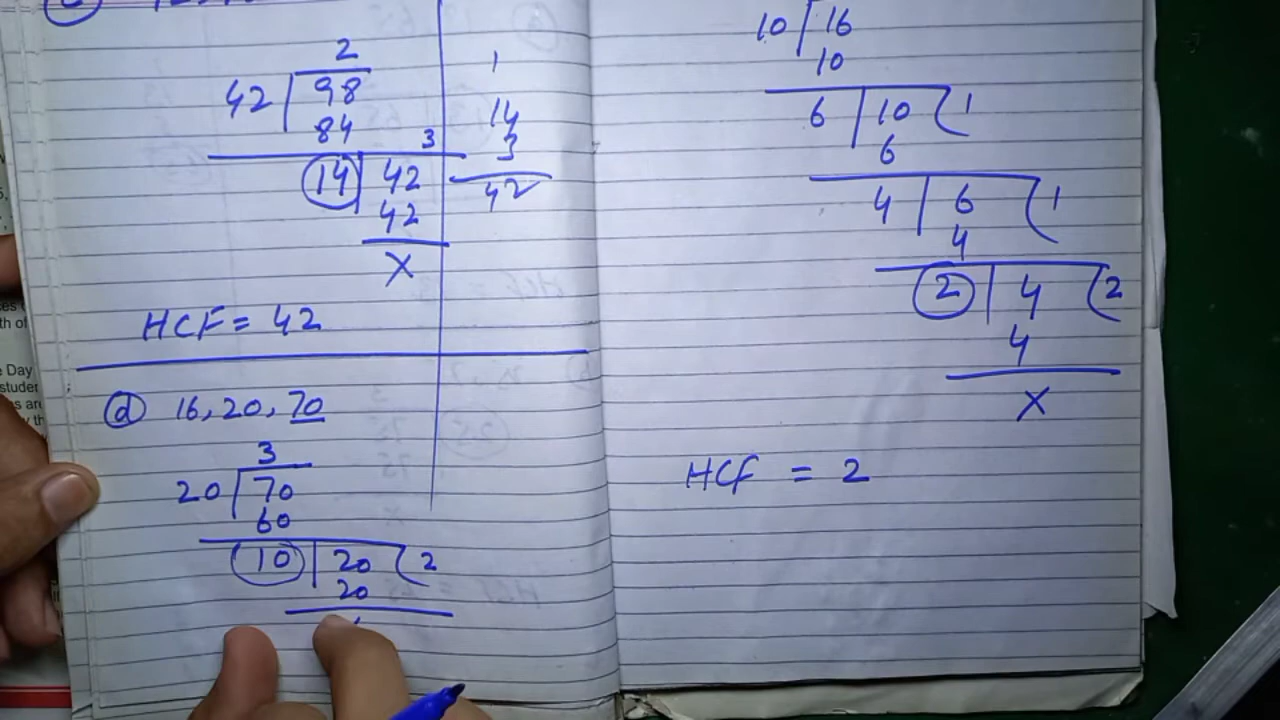 2
42 98
84
3
14 42
42
X
1
14
3
42
HCF = 42
d 16, 20, 70
3
20 70
60
10 20 2
20
10 16
10
6 10 1
6
4 6 1
4
2 4 2
4
X
HCF = 2
Day
studen